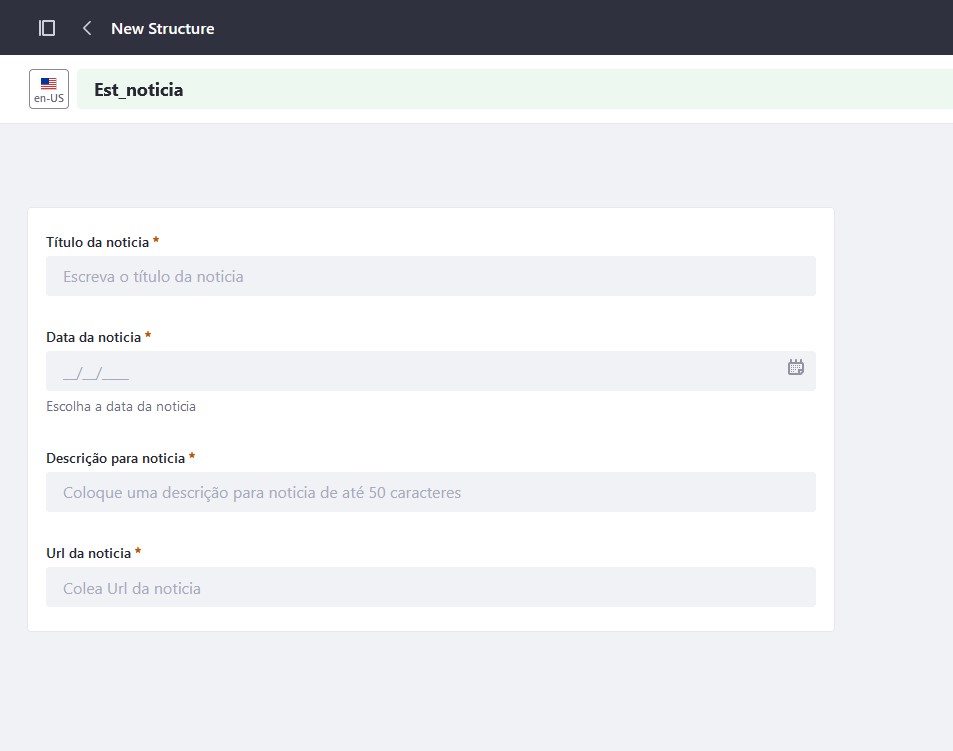 New Structure
en-US
Est_noticia
Título da noticia *
Escreva o título da noticia
Data da noticia *
__/__/____
Escolha a data da noticia
Descrição para noticia *
Coloque uma descrição para noticia de até 50 caracteres
Url da noticia *
Colea Url da noticia